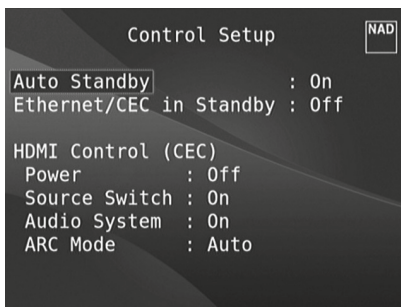 Control Setup
NAD
Auto Standby : On
Ethernet/CEC in Standby : Off
HDMI Control (CEC)
Power : Off
Source Switch : On
Audio System : On
ARC Mode : Auto